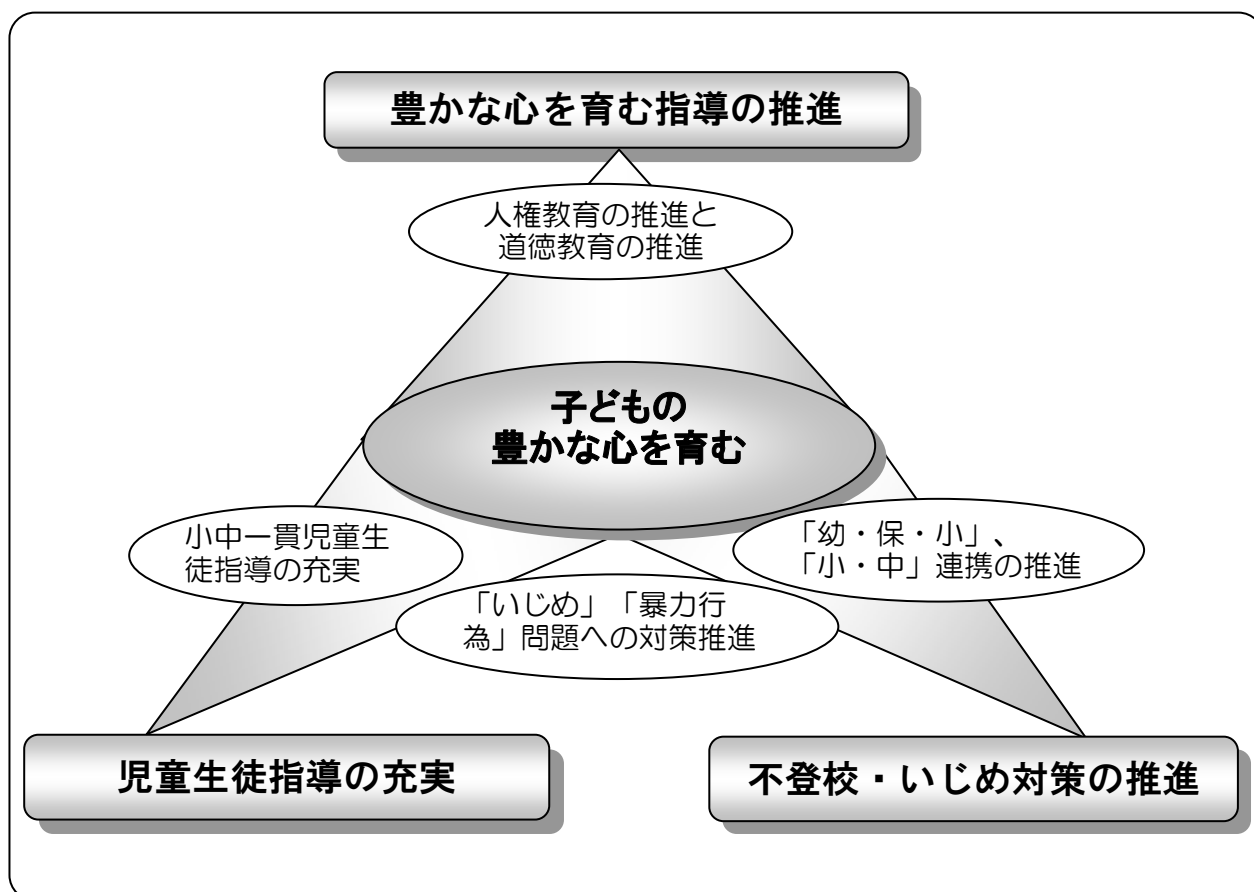 豊かな心を育む指導の推進
人権教育の推進と
道徳教育の推進
子どもの
豊かな心を育む
小中一貫児童生
徒指導の充実
「幼・保・小」、
「小・中」連携の推進
「いじめ」「暴力行
為」問題への対策推進
児童生徒指導の充実
不登校・いじめ対策の推進